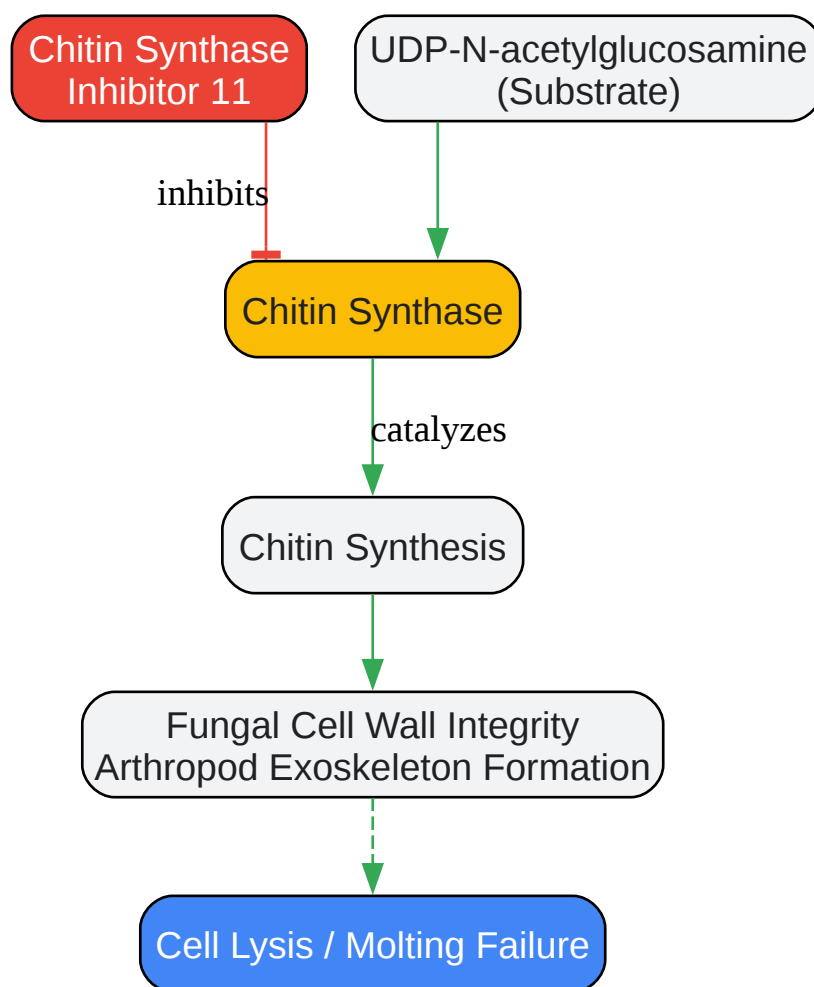 Chitin Synthase
Inhibitor 11
UDP-N-acetylglucosamine
(Substrate)
inhibits
Chitin Synthase
catalyzes
Chitin Synthesis
Fungal Cell Wall Integrity
Arthropod Exoskeleton Formation
Cell Lysis / Molting Failure